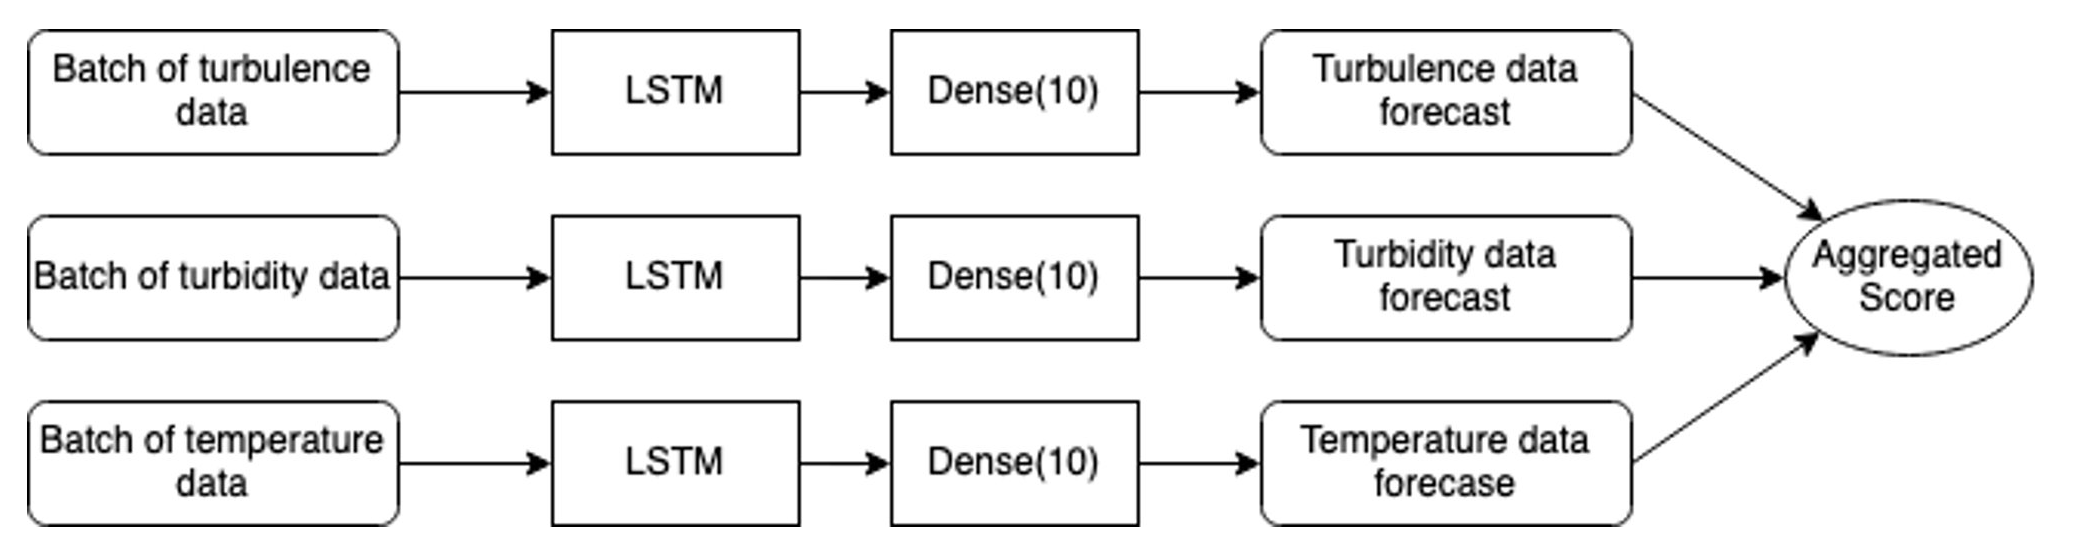 Batch of turbulence
data
LSTM
Dense(10)
Turbulence data
forecast
Batch of turbidity data
LSTM
Dense(10)
Turbidity data
forecast
Aggregated
Score
Batch of temperature
data
LSTM
Dense(10)
Temperature data
forecase